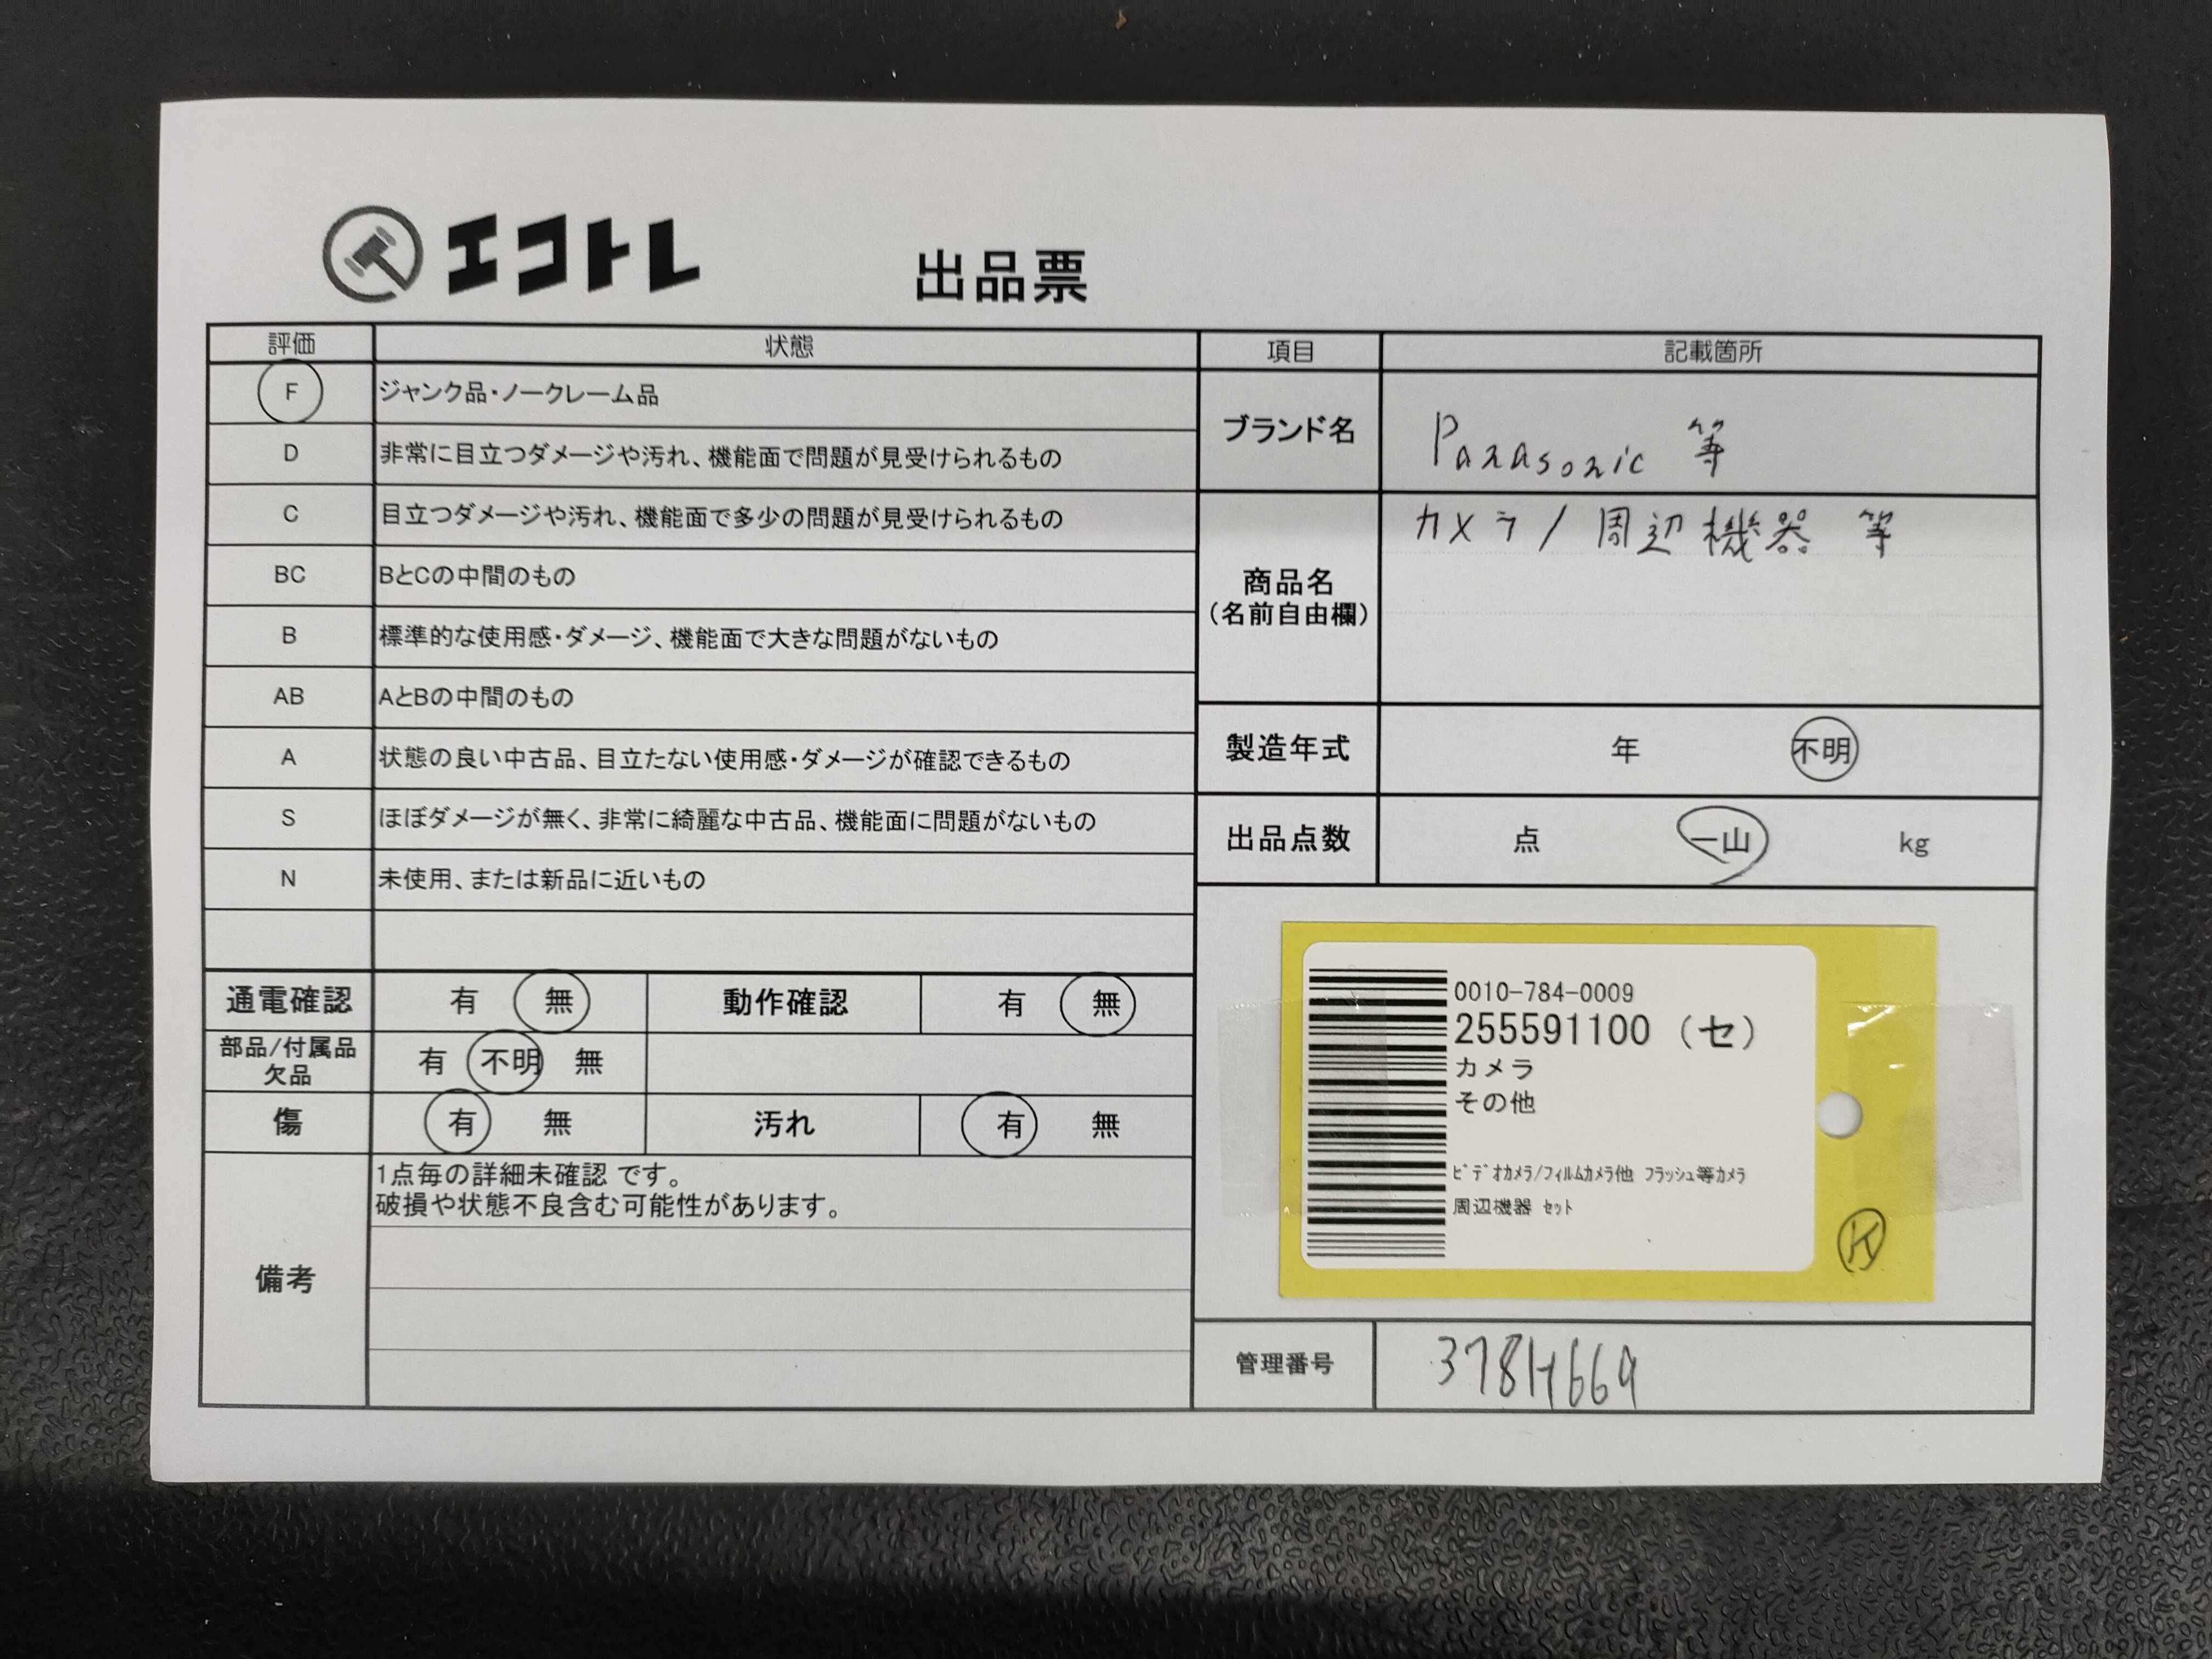 エコトレ
出品票
評価 状態
F ジャンク品・ノークレーム品
D 非常に目立つダメージや汚れ、機能面で問題が見受けられるもの
C 目立つダメージや汚れ、機能面で多少の問題が見受けられるもの
BC BとCの中間のもの
B 標準的な使用感・ダメージ、機能面で大きな問題がないもの
AB AとBの中間のもの
A 状態の良い中古品、目立たない使用感・ダメージが確認できるもの
S ほぼダメージが無く、非常に綺麗な中古品、機能面に問題がないもの
N 未使用、または新品に近いもの
通電確認 有 無 動作確認 有 無
部品/付属品
欠品 有 不明 無
傷 有 無 汚れ 有 無
備考
1点毎の詳細未確認 です。
破損や状態不良含む可能性があります。
項目 記載箇所
ブランド名 Panasonic 等
商品名
(名前自由欄)
カメラ/周辺機器 等
製造年式 年 不明
出品点数 点 一山 kg
0010-784-0009
255591100 (セ)
カメラ
その他
ﾋﾞﾃﾞｵｶﾒﾗ/ﾌｨﾙﾑｶﾒﾗ他 ﾌﾗｯｼｭ等ｶﾒﾗ
周辺機器 ｾｯﾄ
管理番号 378H669